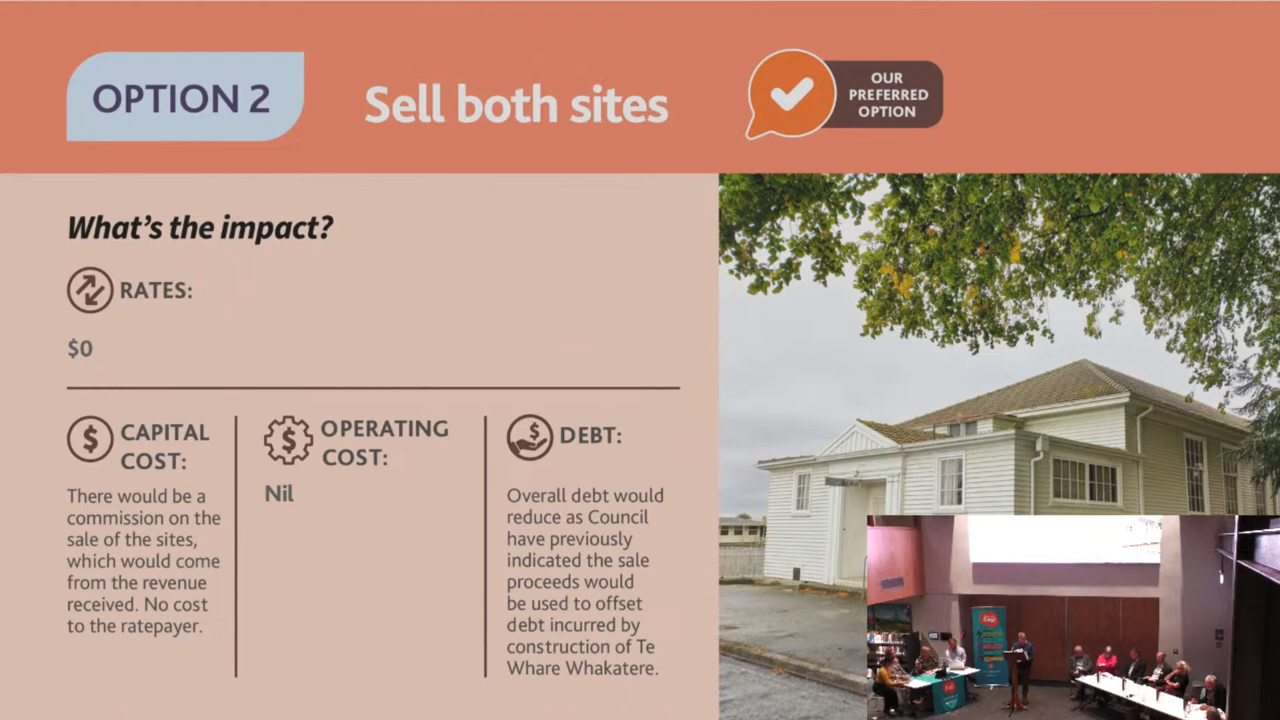 OPTION 2
Sell both sites
OUR
PREFERRED
OPTION
What's the impact?
RATES:
$0
CAPITAL
COST:
There would be a
commission on the
sale of the sites,
which would come
from the revenue
received. No cost
to the ratepayer.
OPERATING
COST:
Nil
DEBT:
Overall debt would
reduce as Council
have previously
indicated the sale
proceeds would
be used to offset
debt incurred by
construction of Te
Whare Whakatere.